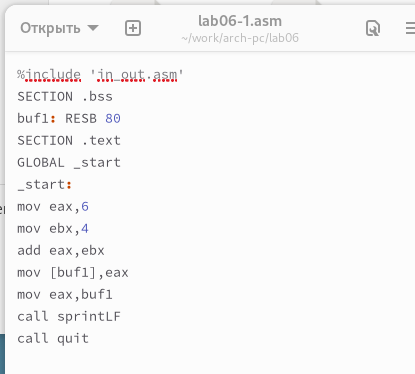 Открыть
lab06-1.asm
~/work/arch-pc/lab06
%include 'in_out.asm'
SECTION .bss
buf1: RESB 80
SECTION .text
GLOBAL _start
_start:
mov eax,6
mov ebx,4
add eax,ebx
mov [buf1],eax
mov eax,buf1
call sprintLF
call quit